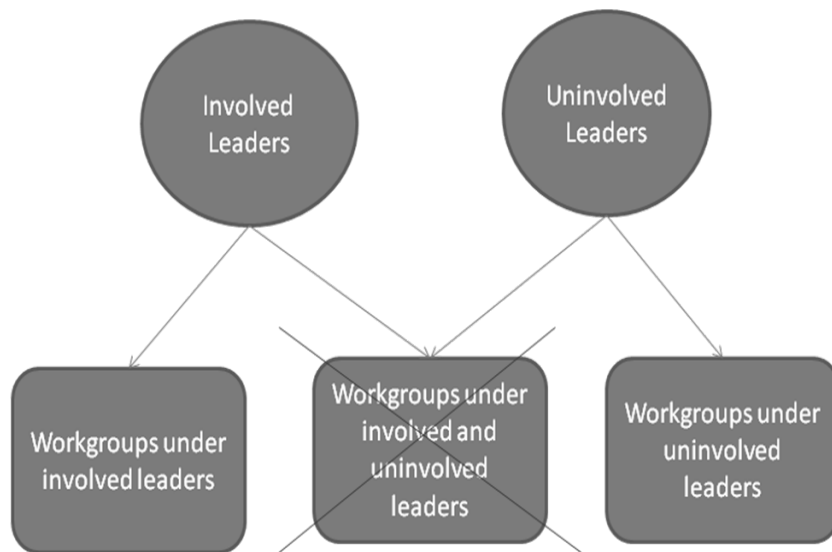 Involved
Leaders
Uninvolved
Leaders
Workgroups under
involved leaders
Workgroups under
involved and
uninvolved
leaders
Workgroups under
uninvolved
leaders